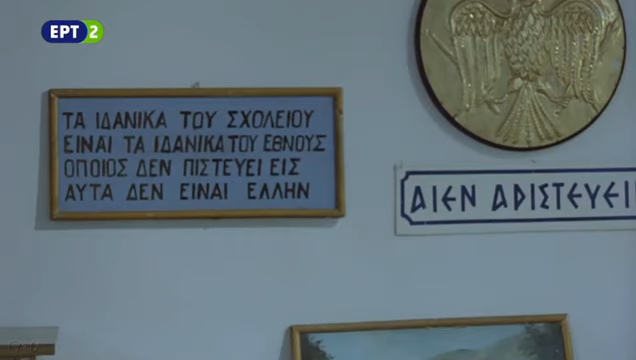 ΕΡΤ2
ΤΑ ΙΔΑΝΙΚΑ ΤΟΥ ΣΧΟΛΕΙΟΥ
ΕΙΝΑΙ ΤΑ ΙΔΑΝΙΚΑ ΤΟΥ ΕΘΝΟΥΣ
ΟΠΟΙΟΣ ΔΕΝ ΠΙΣΤΕΥΕΙ ΕΙΣ
ΑΥΤΑ ΔΕΝ ΕΙΝΑΙ ΕΛΛΗΝ
ΑΙΕΝ ΑΡΙΣΤΕΥΕΙ